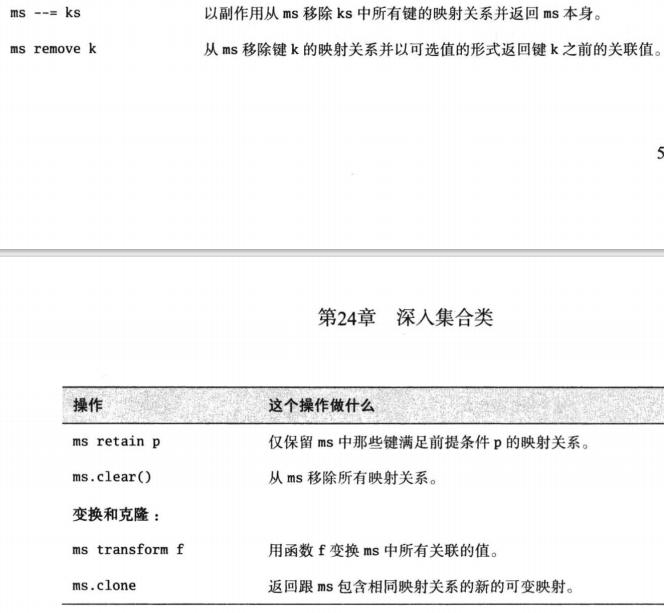 ms --= ks 以副作用从 ms 移除 ks 中所有键的映射关系并返回 ms 本身。
ms remove k 从 ms 移除键 k 的映射关系并以可选值的形式返回键 k 之前的关联值。
5
第24章 深入集合类
操作 这个操作做什么
ms retain p 仅保留 ms 中那些键满足前提条件 p 的映射关系。
ms.clear() 从 ms 移除所有映射关系。
变换和克隆：
ms transform f 用函数 f 变换 ms 中所有关联的值。
ms.clone 返回跟 ms 包含相同映射关系的新的可变映射。